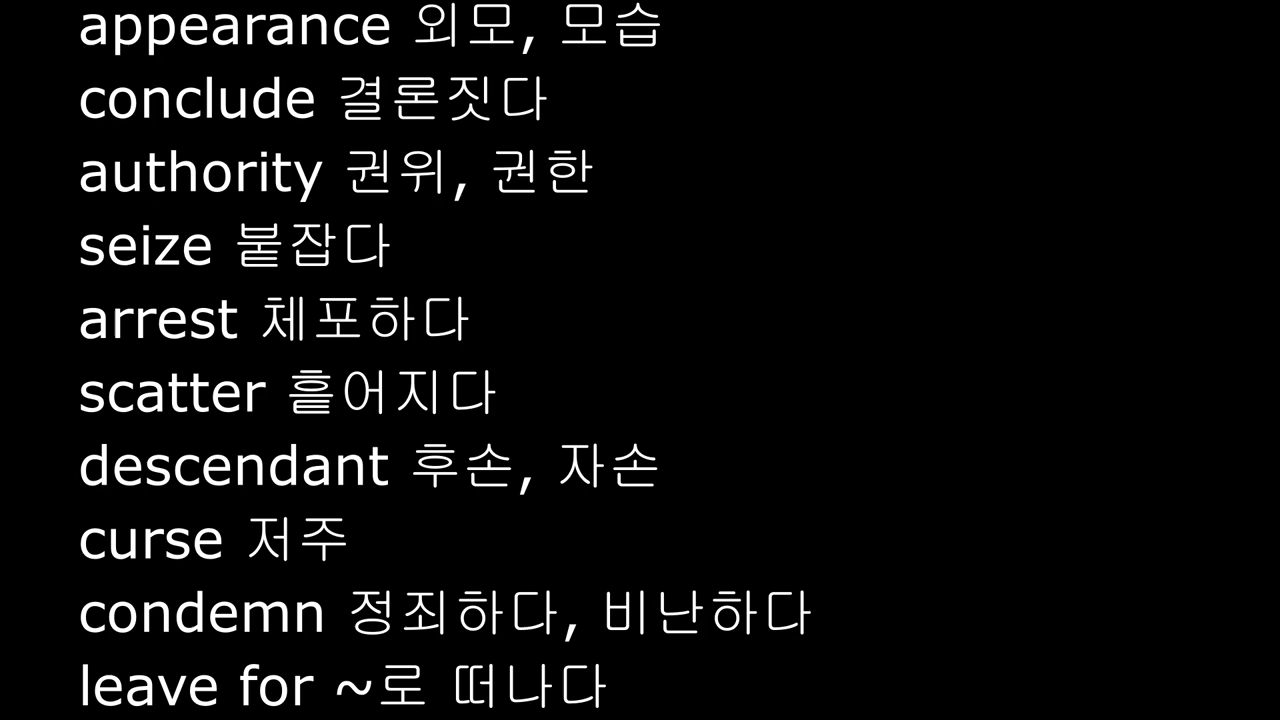 appearance 외모, 모습
conclude 결론짓다
authority 권위, 권한
seize 붙잡다
arrest 체포하다
scatter 흩어지다
descendant 후손, 자손
curse 저주
condemn 정죄하다, 비난하다
leave for ~로 떠나다